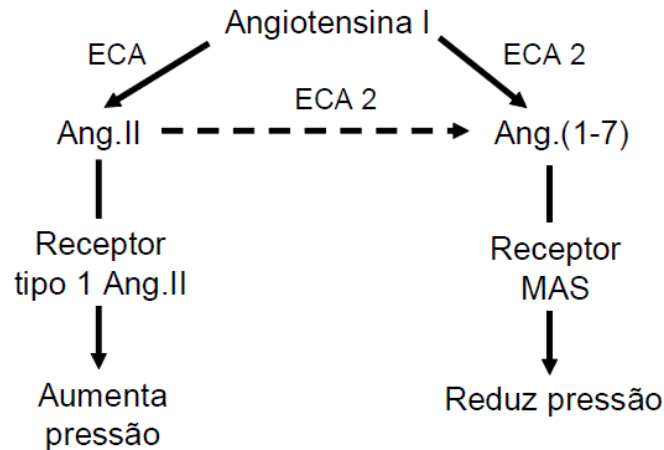 Angiotensina I
ECA
ECA 2
ECA 2
Ang.II
Ang.(1-7)
Receptor
tipo 1 Ang.II
Receptor
MAS
Aumenta
pressão
Reduz pressão